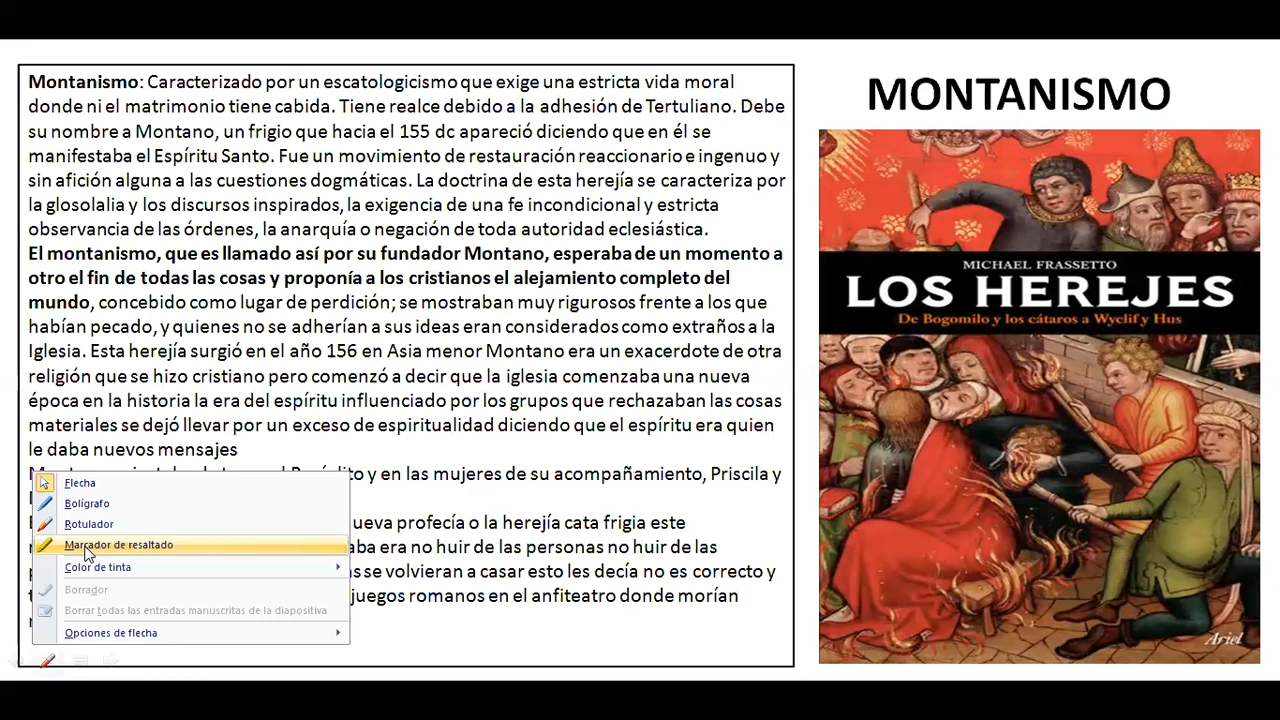 Montanismo: Caracterizado por un escatologicismo que exige una estricta vida moral
donde ni el matrimonio tiene cabida. Tiene realce debido a la adhesión de Tertuliano. Debe
su nombre a Montano, un frigio que hacia el 155 dc apareció diciendo que en él se
manifestaba el Espíritu Santo. Fue un movimiento de restauración reaccionario e ingenuo y
sin afición alguna a las cuestiones dogmáticas. La doctrina de esta herejía se caracteriza por
la glosolalia y los discursos inspirados, la exigencia de una fe incondicional y estricta
observancia de las órdenes, la anarquía o negación de toda autoridad eclesiástica.
El montanismo, que es llamado así por su fundador Montano, esperaba de un momento a
otro el fin de todas las cosas y proponía a los cristianos el alejamiento completo del
mundo, concebido como lugar de perdición; se mostraban muy rigurosos frente a los que
habían pecado, y quienes no se adherían a sus ideas eran considerados como extraños a la
Iglesia. Esta herejía surgió en el año 156 en Asia menor Montano era un exacerdote de otra
religión que se hizo cristiano pero comenzó a decir que la iglesia comenzaba una nueva
época en la historia la era del espíritu influenciado por los grupos que rechazaban las cosas
materiales se dejó llevar por un exceso de espiritualidad diciendo que el espíritu era quien
le daba nuevos mensajes
y en las mujeres de su acompañamiento, Priscila y
ueva profecía o la herejía cata frigia este
aba era no huir de las personas no huir de las
as se volvieran a casar esto les decía no es correcto y
juegos romanos en el anfiteatro donde morían
Flecha
Bolígrafo
Rotulador
Marcador de resaltado
Color de tinta
Borrador
Borrar todas las entradas manuscritas de la diapositiva
Opciones de flecha
MONTANISMO
MICHAEL FRASSETTO
LOS HEREJES
De Bogomilo y los cátaros a Wyclif y Hus
Ariel